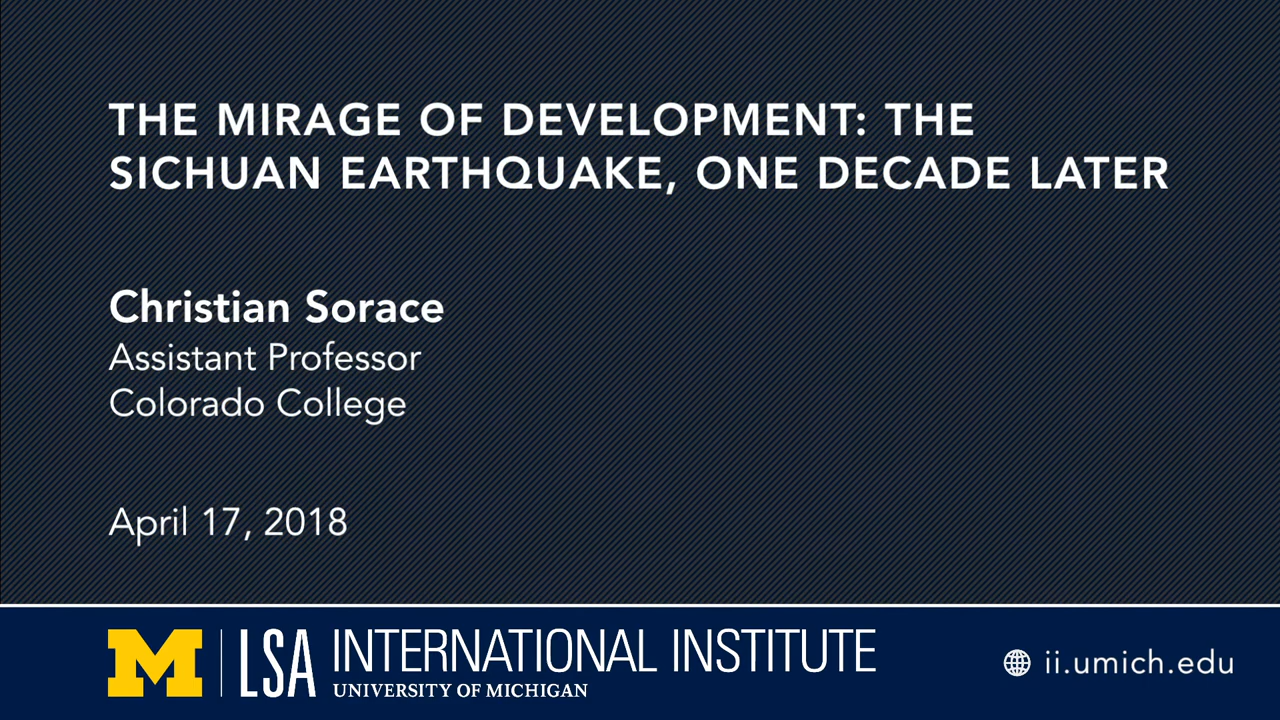 THE MIRAGE OF DEVELOPMENT: THE
SICHUAN EARTHQUAKE, ONE DECADE LATER
Christian Sorace
Assistant Professor
Colorado College
April 17, 2018
M LSA INTERNATIONAL INSTITUTE
UNIVERSITY OF MICHIGAN
ii.umich.edu